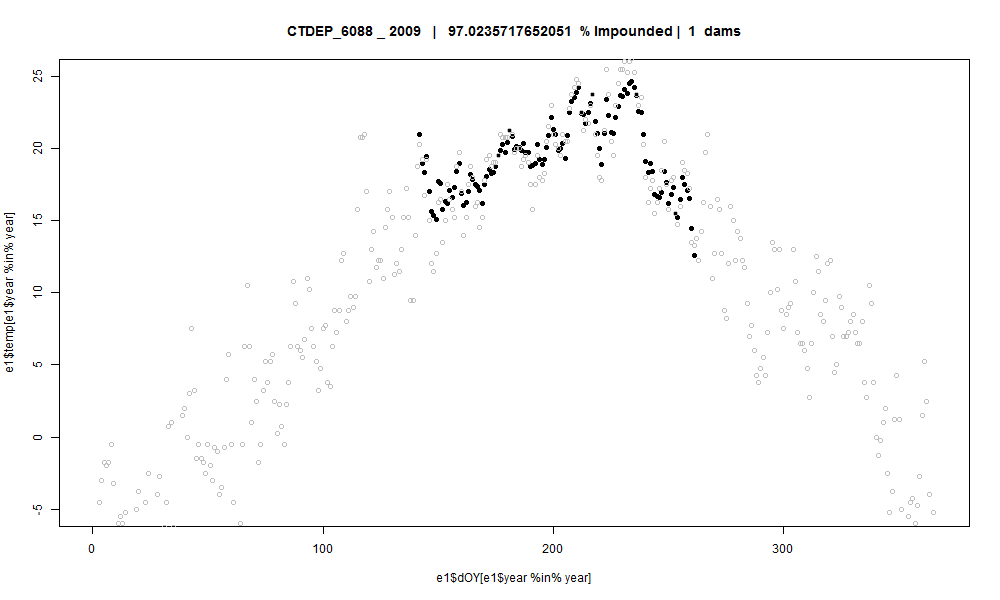 CTDEP_6088 _ 2009 | 97.0235717652051 % Impounded | 1 dams
e1$temp[e1$year %in% year]
25
20
15
10
5
0
-5
0 100 200 300
e1$dOY[e1$year %in% year]